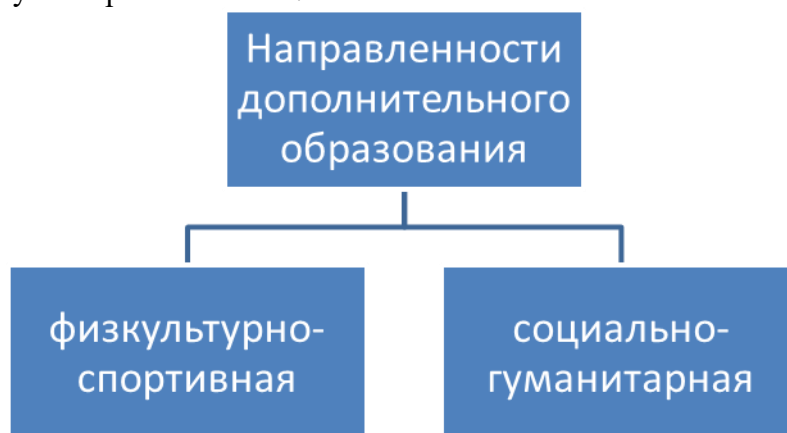 Направленности
дополнительного
образования
физкультурно-
спортивная
социально-
гуманитарная